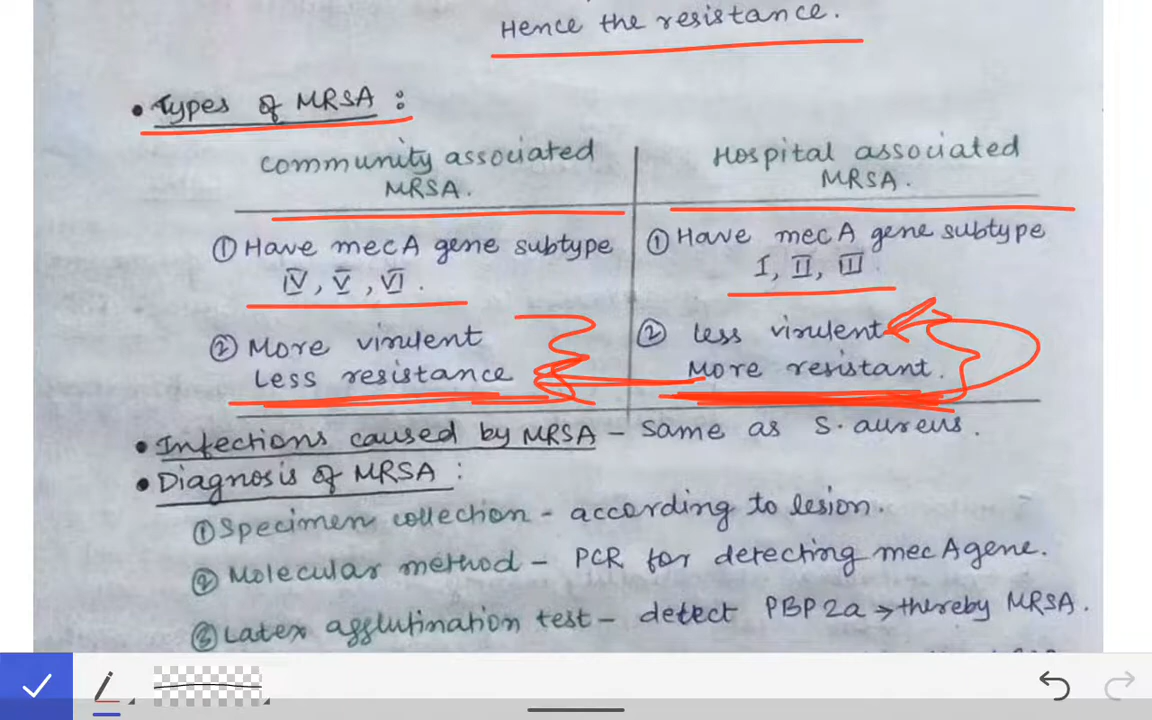 Hence the resistance.
• Types of MRSA :
Community associated MRSA.
Hospital associated MRSA.
① Have mecA gene subtype IV, V, VI.
① Have mecA gene subtype I, II, III.
② More virulent
Less resistance
② Less virulent
More resistant.
• Infections caused by MRSA – Same as S. aureus.
• Diagnosis of MRSA :
① Specimen collection – according to lesion.
② Molecular method – PCR for detecting mec A gene.
③ Latex agglutination test – detect PBP2a → thereby MRSA.